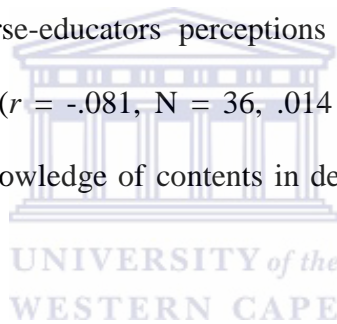 rse-educators perceptions
(r = -.081, N = 36, .014
owledge of contents in de
UNIVERSITY of the
WESTERN CAPE